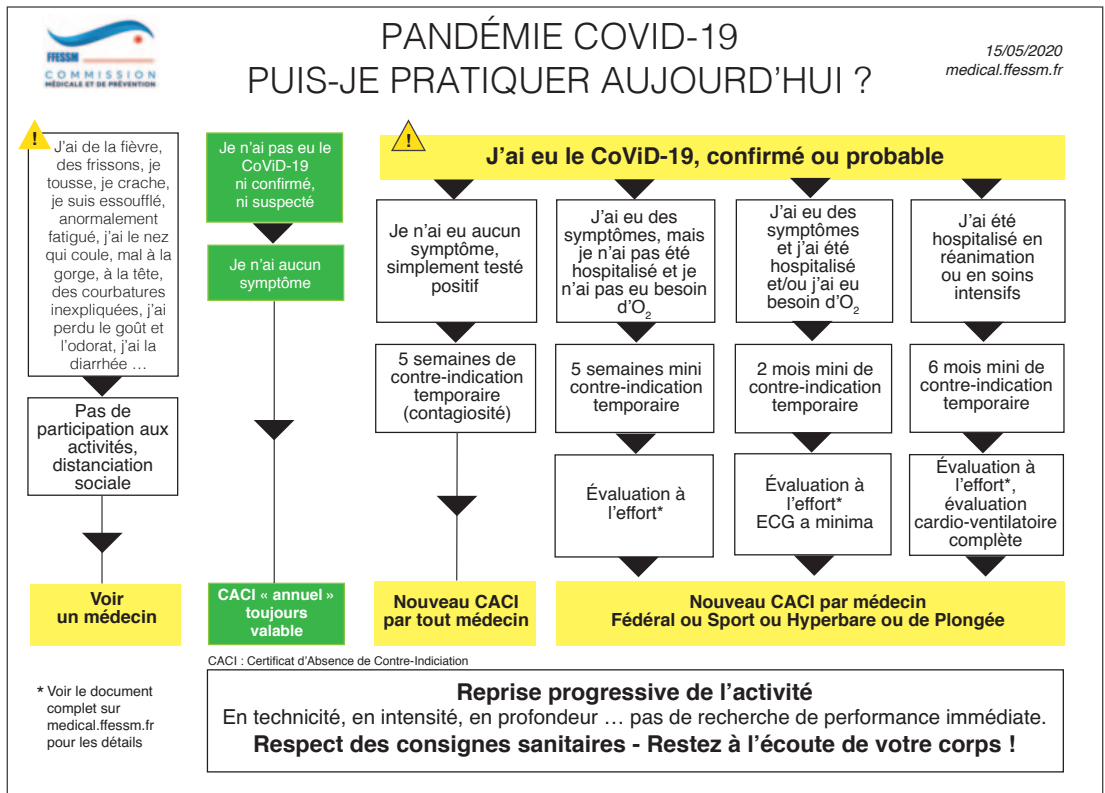 FFESSM
COMMISSION
MÉDICALE ET DE PRÉVENTION
PANDÉMIE COVID-19
PUIS-JE PRATIQUER AUJOURD'HUI ?
15/05/2020
medical.ffessm.fr
!
J'ai de la fièvre,
des frissons, je
tousse, je crache,
je suis essoufflé,
anormalement
fatigué, j'ai le nez
qui coule, mal à la
gorge, à la tête,
des courbatures
inexpliquées, j'ai
perdu le goût et
l'odorat, j'ai la
diarrhée …
Pas de
participation aux
activités,
distanciation
sociale
Voir
un médecin
Je n'ai pas eu le
CoViD-19
ni confirmé,
ni suspecté
Je n'ai aucun
symptôme
CACI « annuel »
toujours
valable
!
J'ai eu le CoViD-19, confirmé ou probable
Je n'ai eu aucun
symptôme,
simplement testé
positif
5 semaines de
contre-indication
temporaire
(contagiosité)
Nouveau CACI
par tout médecin
J'ai eu des
symptômes, mais
je n'ai pas été
hospitalisé et je
n'ai pas eu besoin
d'O2
5 semaines mini
contre-indication
temporaire
Évaluation à
l'effort*
J'ai eu des
symptômes
et j'ai été
hospitalisé
et/ou j'ai eu
besoin d'O2
2 mois mini de
contre-indication
temporaire
Évaluation à
l'effort*
ECG a minima
J'ai été
hospitalisé en
réanimation
ou en soins
intensifs
6 mois mini de
contre-indication
temporaire
Évaluation à
l'effort*,
évaluation
cardio-ventilatoire
complète
Nouveau CACI par médecin
Fédéral ou Sport ou Hyperbare ou de Plongée
CACI : Certificat d'Absence de Contre-Indiciation
* Voir le document
complet sur
medical.ffessm.fr
pour les détails
Reprise progressive de l'activité
En technicité, en intensité, en profondeur … pas de recherche de performance immédiate.
Respect des consignes sanitaires - Restez à l'écoute de votre corps !